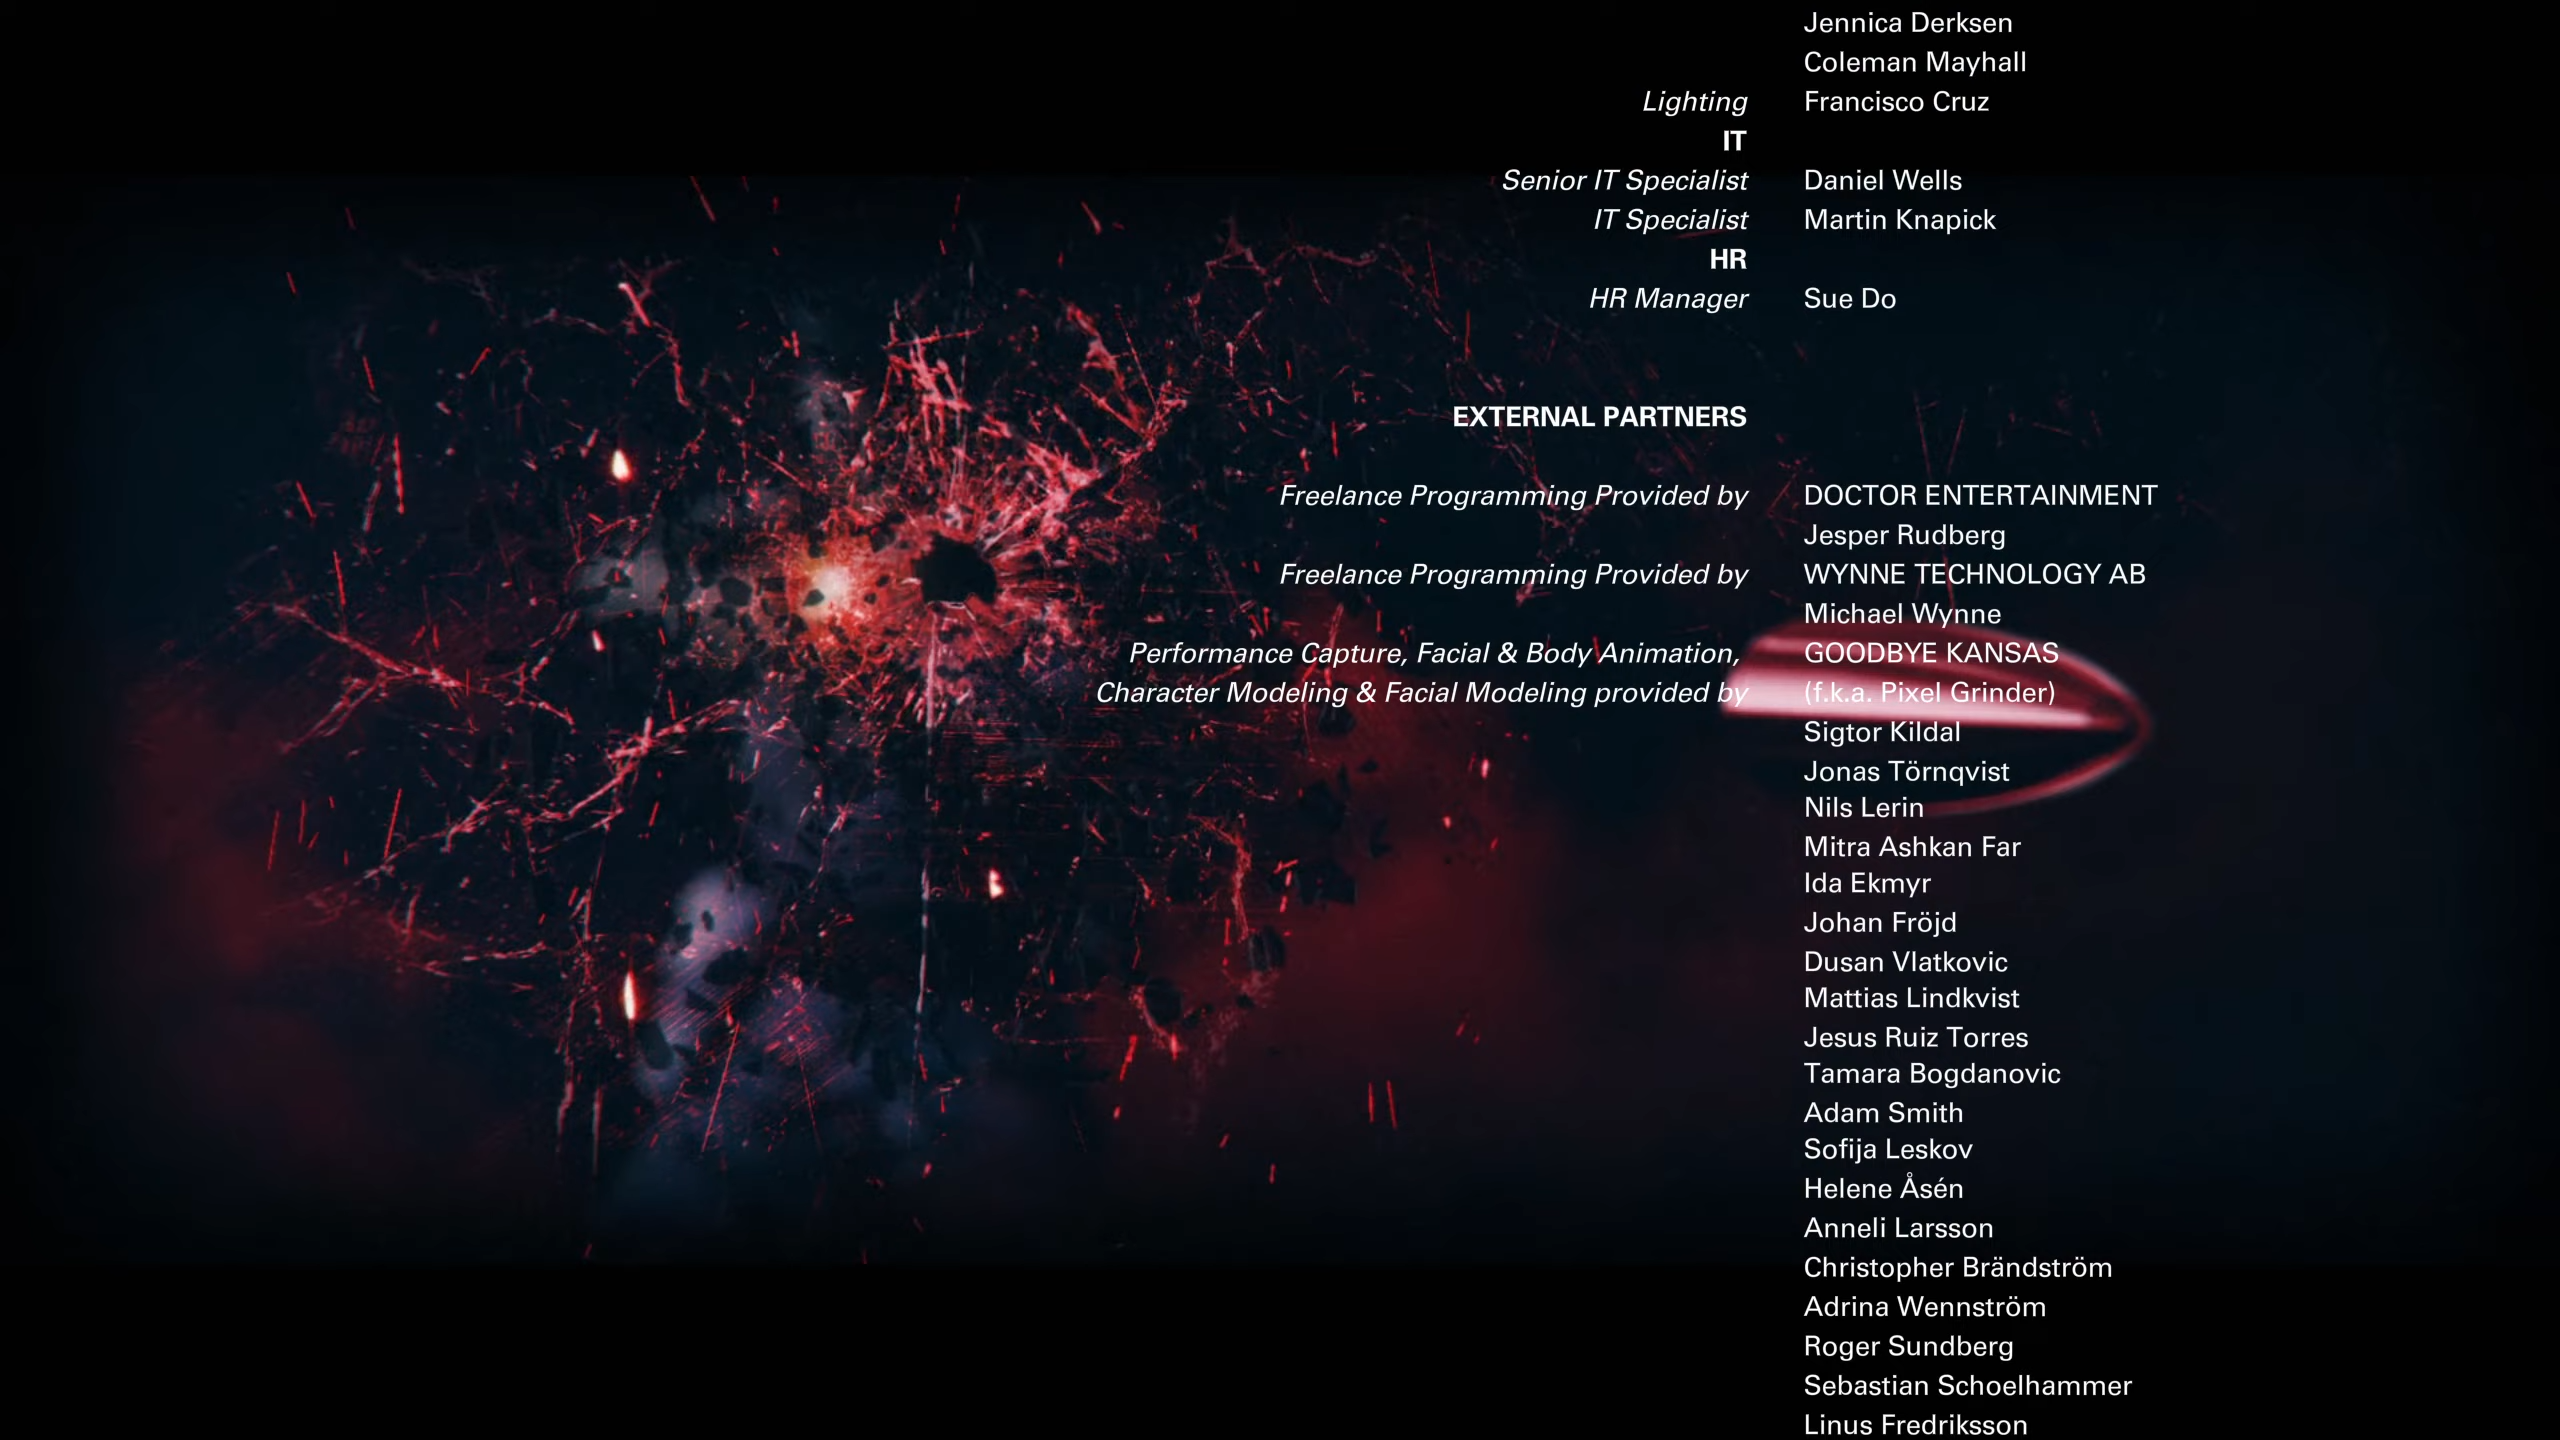 Jennica Derksen
Coleman Mayhall
Lighting Francisco Cruz
IT
Senior IT Specialist Daniel Wells
IT Specialist Martin Knapick
HR
HR Manager Sue Do
EXTERNAL PARTNERS
Freelance Programming Provided by DOCTOR ENTERTAINMENT
Jesper Rudberg
Freelance Programming Provided by WYNNE TECHNOLOGY AB
Michael Wynne
Performance Capture, Facial & Body Animation, GOODBYE KANSAS
Character Modeling & Facial Modeling provided by (f.k.a. Pixel Grinder)
Sigtor Kildal
Jonas Törnqvist
Nils Lerin
Mitra Ashkan Far
Ida Ekmyr
Johan Fröjd
Dusan Vlatkovic
Mattias Lindkvist
Jesus Ruiz Torres
Tamara Bogdanovic
Adam Smith
Sofija Leskov
Helene Åsén
Anneli Larsson
Christopher Brändström
Adrina Wennström
Roger Sundberg
Sebastian Schoelhammer
Linus Fredriksson